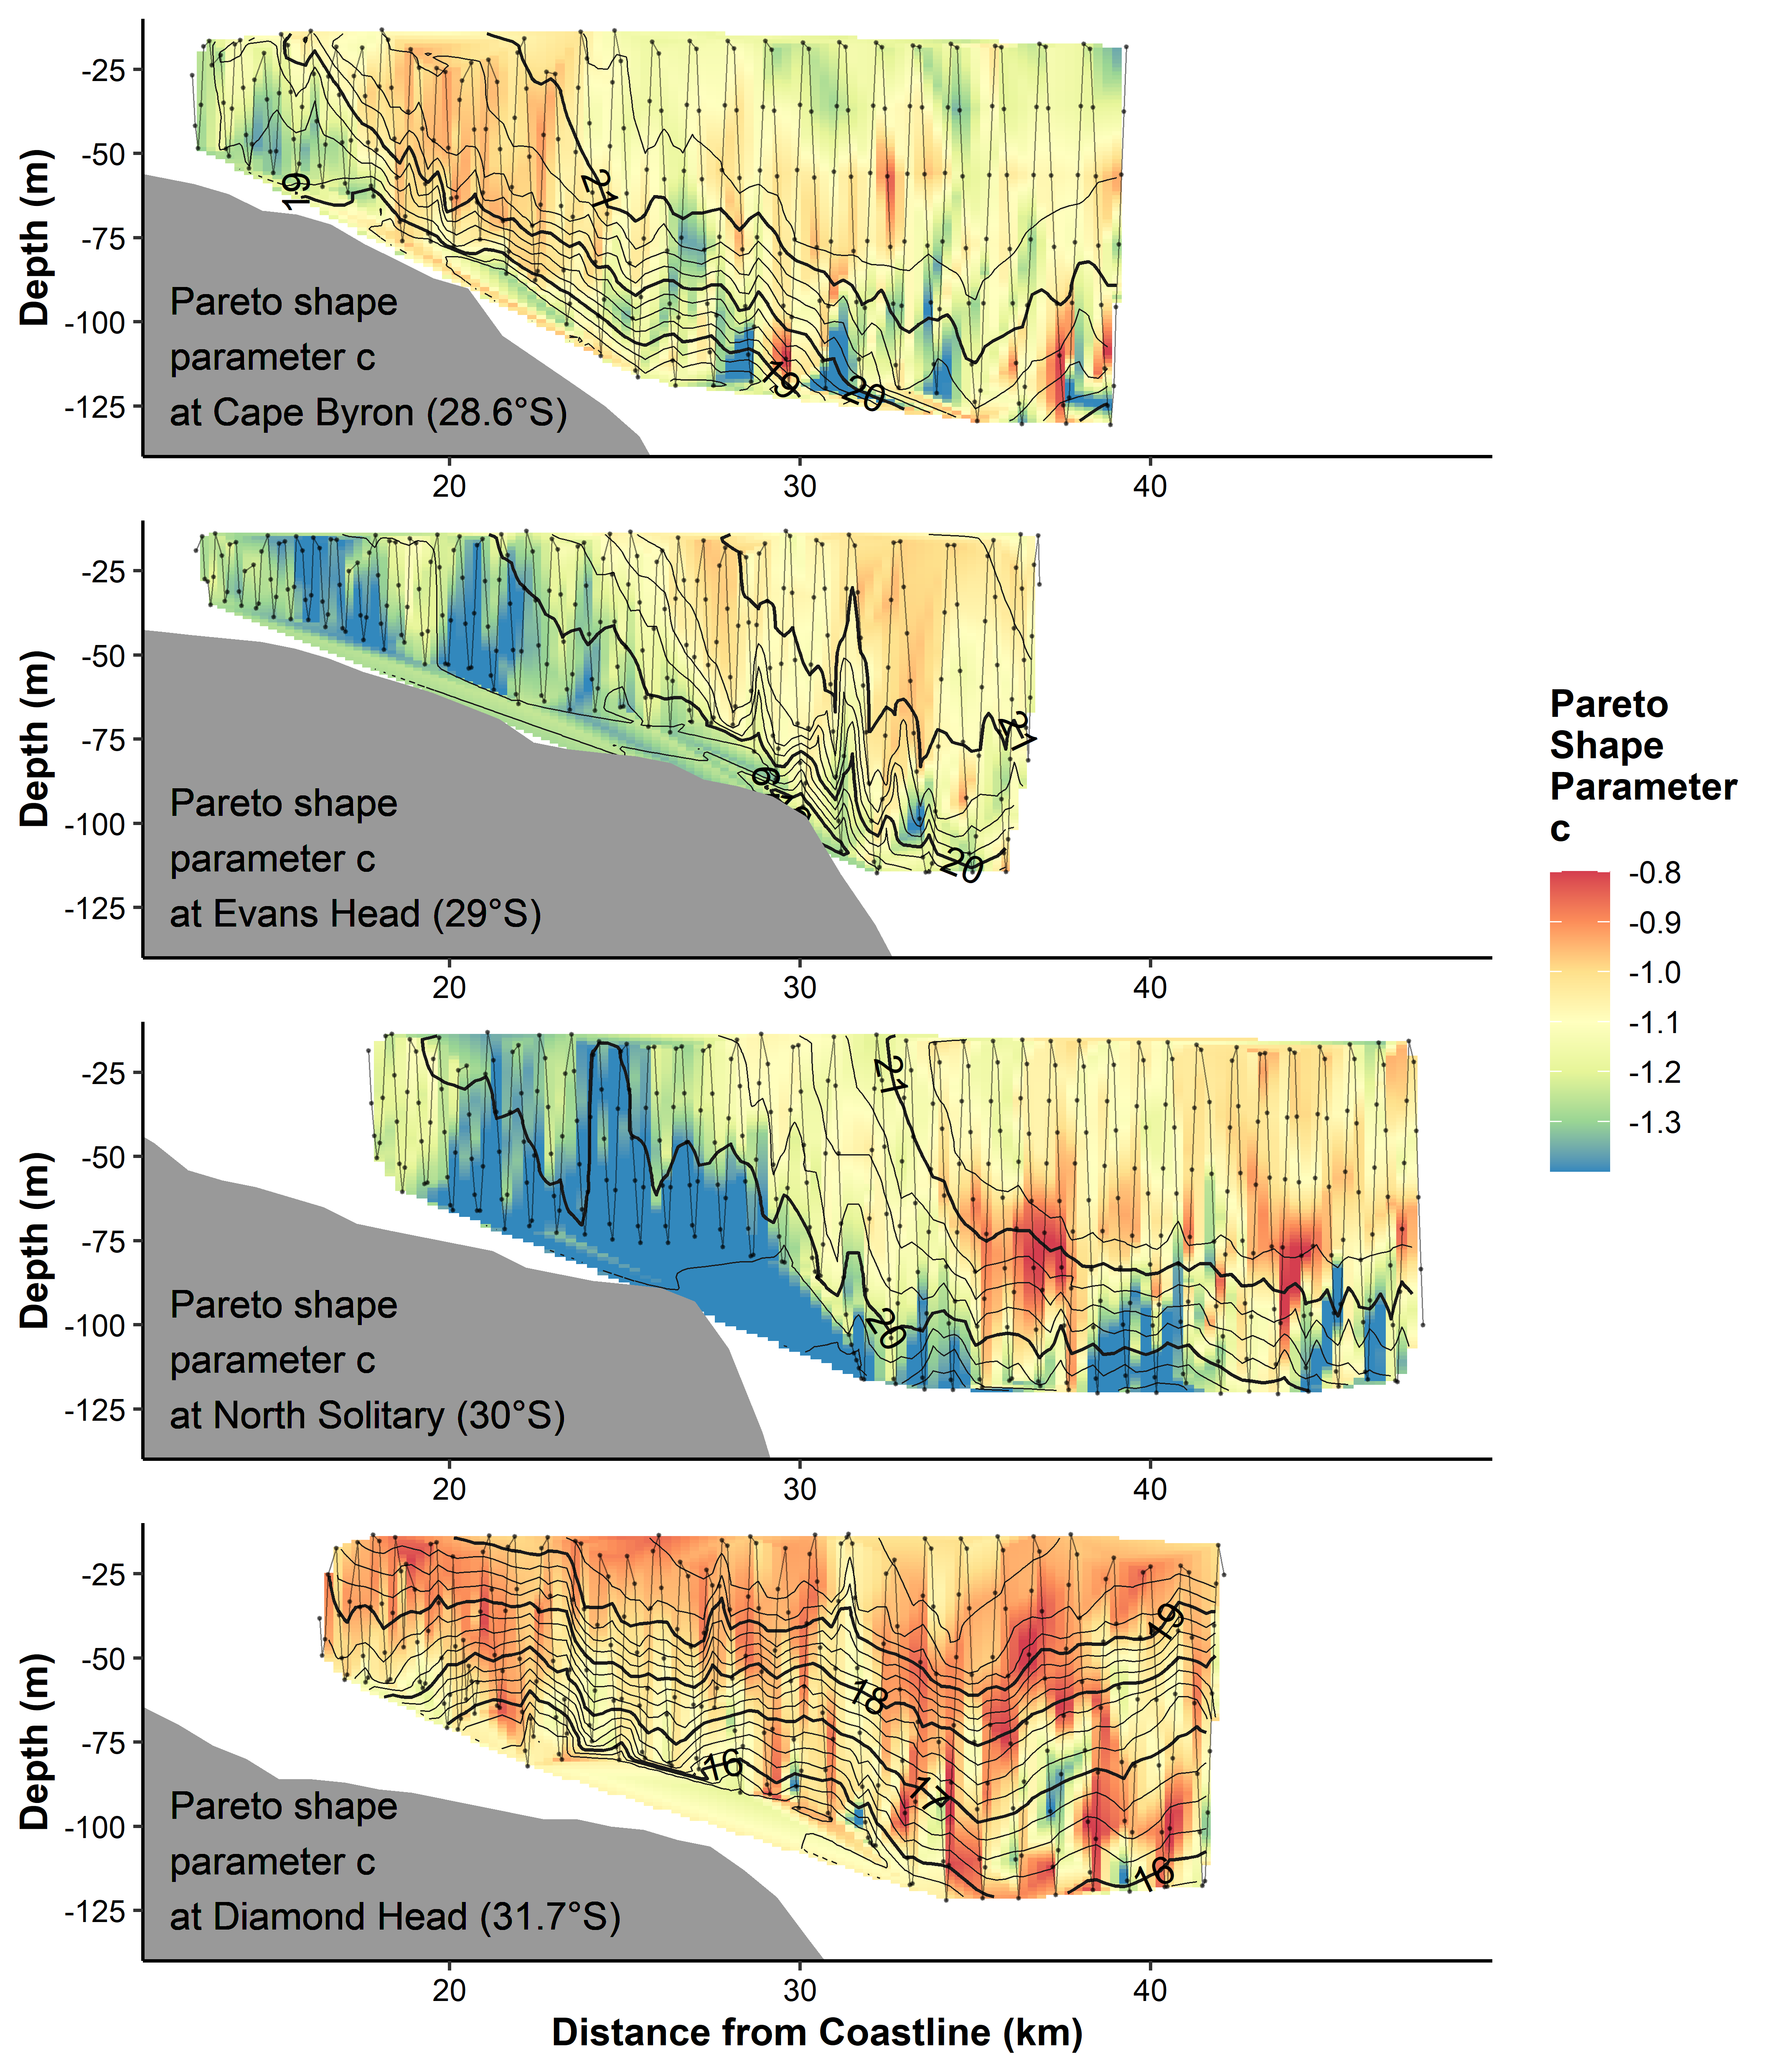 -25
-50
-75
-100
-125
Depth (m)
19
21
19
20
Pareto shape
parameter c
at Cape Byron (28.6°S)
20
30
40
-25
-50
-75
-100
-125
Depth (m)
21
20
Pareto shape
parameter c
at Evans Head (29°S)
20
30
40
-25
-50
-75
-100
-125
Depth (m)
21
20
Pareto shape
parameter c
at North Solitary (30°S)
20
30
40
-25
-50
-75
-100
-125
Depth (m)
19
18
16
17
16
Pareto shape
parameter c
at Diamond Head (31.7°S)
20
30
40
Distance from Coastline (km)
Pareto
Shape
Parameter
c
-0.8
-0.9
-1.0
-1.1
-1.2
-1.3